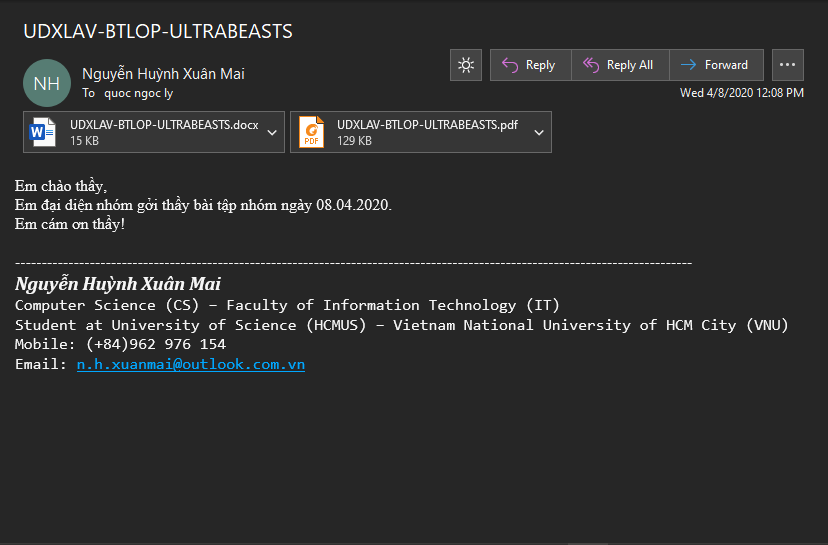 UDXLAV-BTLOP-ULTRABEASTS
NH
Nguyễn Huỳnh Xuân Mai
To quoc ngoc ly
Reply
Reply All
Forward
Wed 4/8/2020 12:08 PM
UDXLAV-BTLOP-ULTRABEASTS.docx
15 KB
UDXLAV-BTLOP-ULTRABEASTS.pdf
129 KB
Em chào thầy,
Em đại diện nhóm gởi thầy bài tập nhóm ngày 08.04.2020.
Em cám ơn thầy!
--------------------------------------------------------------------------------------------------------------------------------
Nguyễn Huỳnh Xuân Mai
Computer Science (CS) – Faculty of Information Technology (IT)
Student at University of Science (HCMUS) – Vietnam National University of HCM City (VNU)
Mobile: (+84)962 976 154
Email: n.h.xuanmai@outlook.com.vn